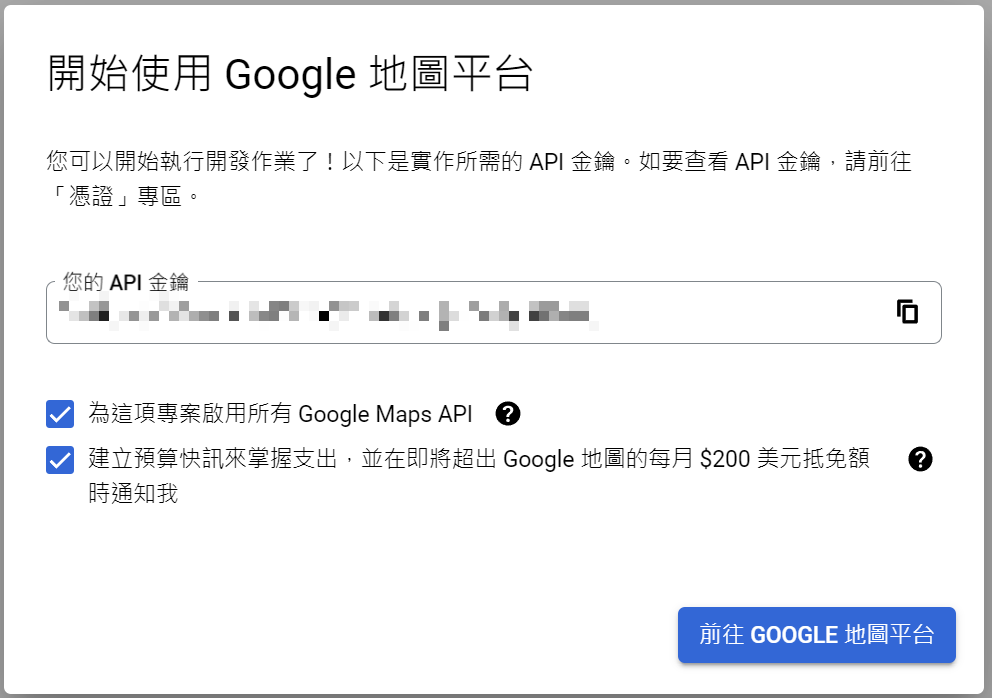 開始使用 Google 地圖平台
您可以開始執行開發作業了！以下是實作所需的 API 金鑰。如要查看 API 金鑰，請前往
「憑證」專區。
您的 API 金鑰
為這項專案啟用所有 Google Maps API
建立預算快訊來掌握支出，並在即將超出 Google 地圖的每月 $200 美元抵免額
時通知我
前往 GOOGLE 地圖平台